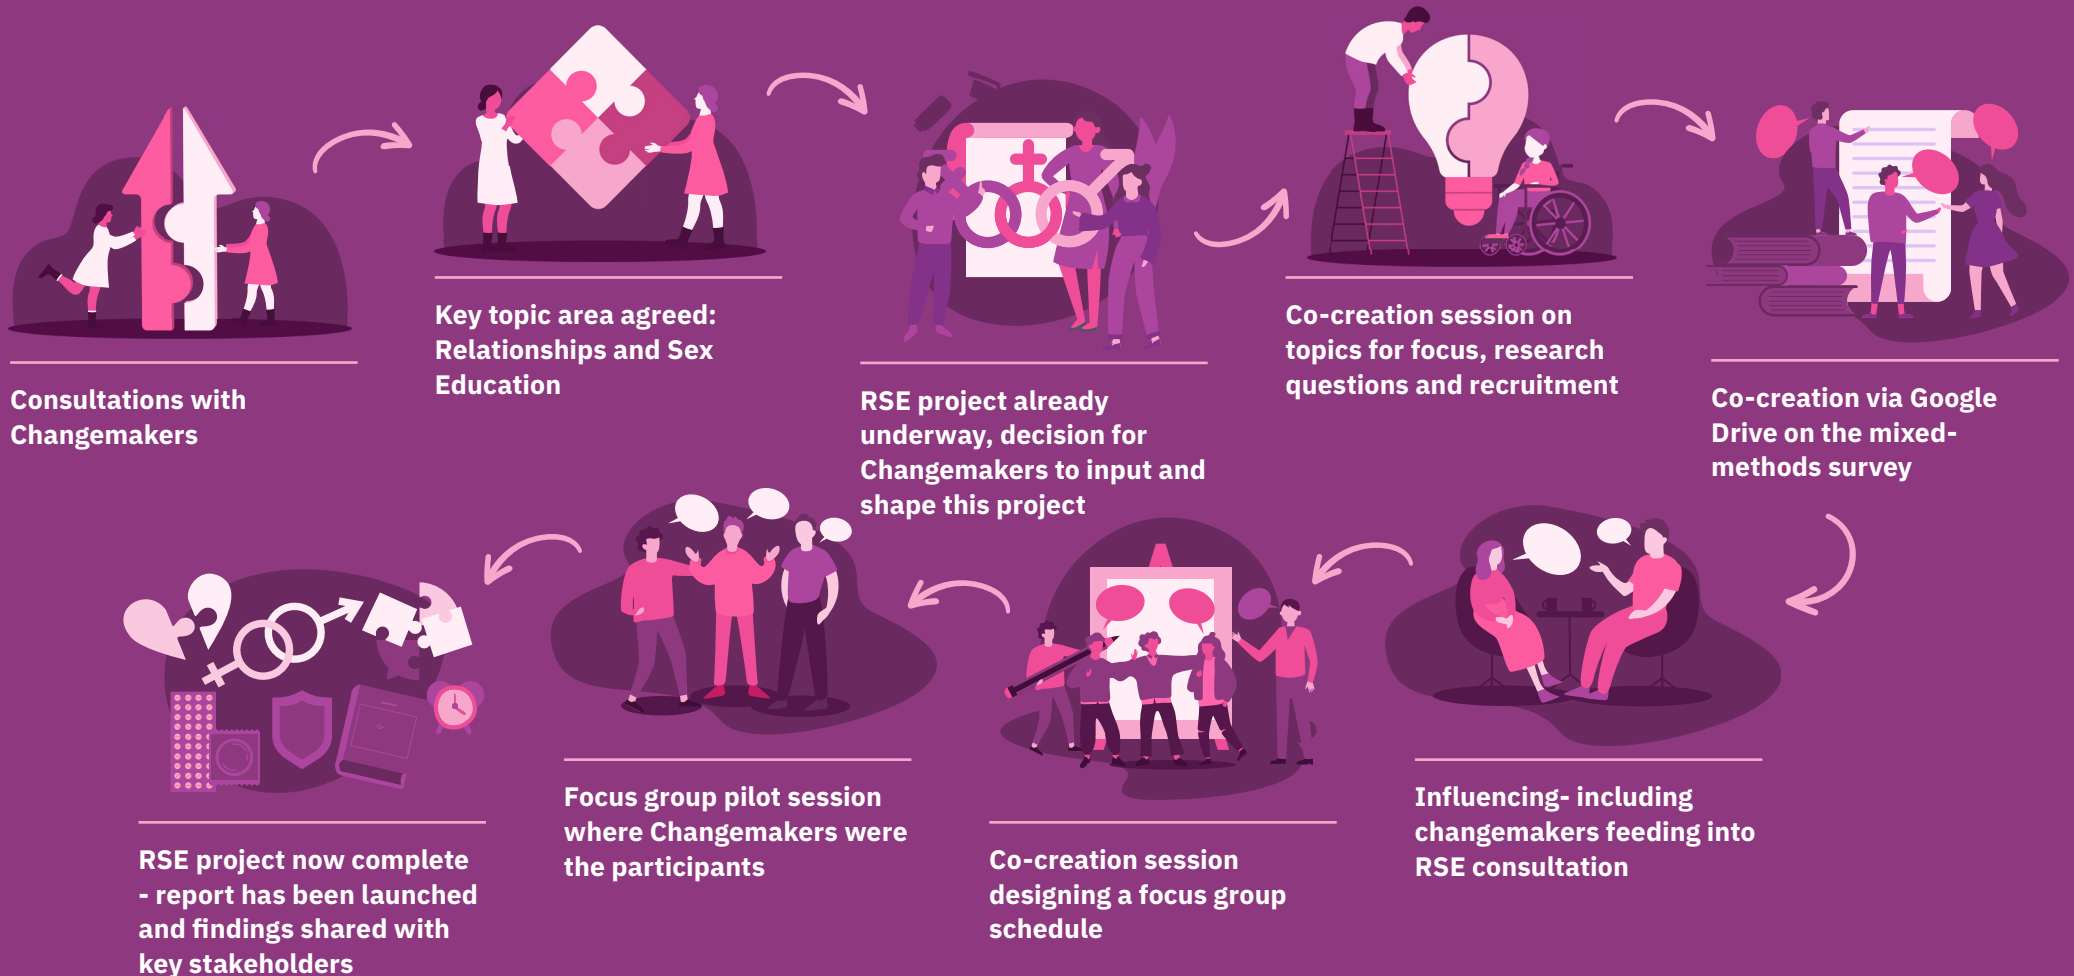 Consultations with
Changemakers
Key topic area agreed:
Relationships and Sex
Education
RSE project already
underway, decision for
Changemakers to input and
shape this project
Co-creation session on
topics for focus, research
questions and recruitment
Co-creation via Google
Drive on the mixed-
methods survey
Influencing- including
changemakers feeding into
RSE consultation
Co-creation session
designing a focus group
schedule
Focus group pilot session
where Changemakers were
the participants
RSE project now complete
- report has been launched
and findings shared with
key stakeholders